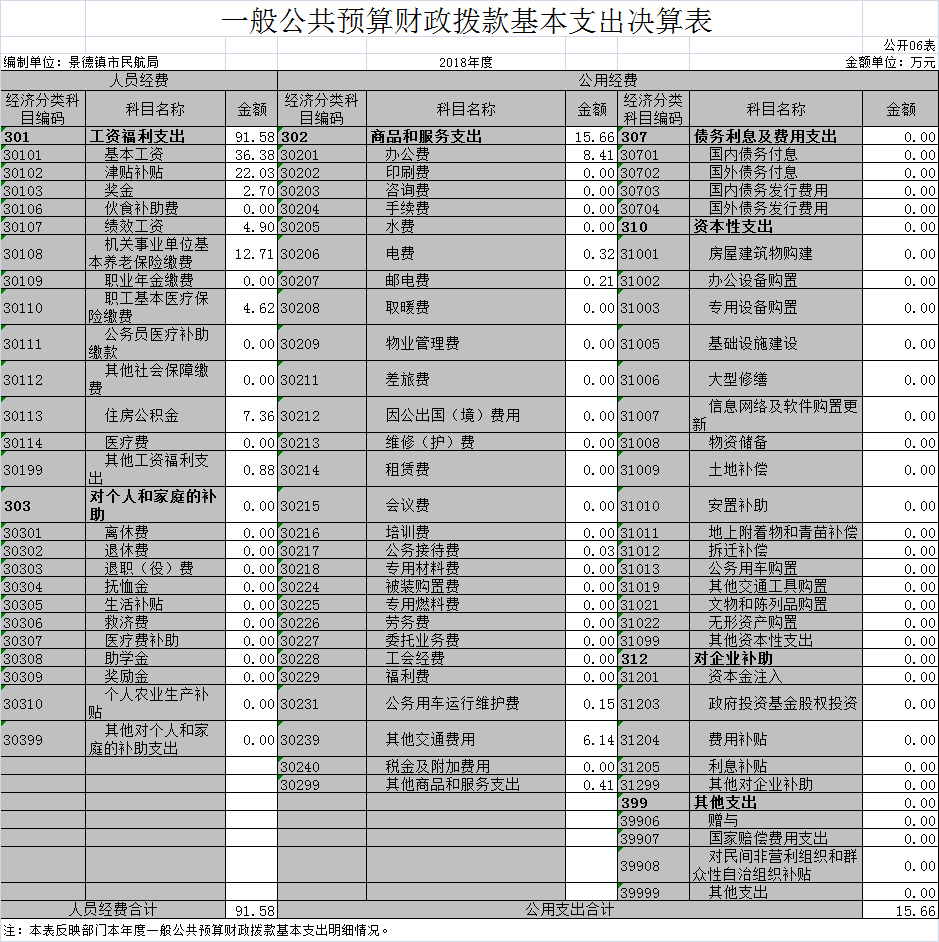 一般公共预算财政拨款基本支出决算表
公开06表
编制单位：景德镇市民航局 2018年度 金额单位：万元
人员经费 公用经费
经济分类科目编码 科目名称 金额 经济分类科目编码 科目名称 金额 经济分类科目编码 科目名称 金额
301 工资福利支出 91.58 302 商品和服务支出 15.66 307 债务利息及费用支出 0.00
30101 基本工资 36.38 30201 办公费 8.41 30701 国内债务付息 0.00
30102 津贴补贴 22.03 30202 印刷费 0.00 30702 国外债务付息 0.00
30103 奖金 2.70 30203 咨询费 0.00 30703 国内债务发行费用 0.00
30106 伙食补助费 0.00 30204 手续费 0.00 30704 国外债务发行费用 0.00
30107 绩效工资 4.90 30205 水费 0.00 310 资本性支出 0.00
30108 机关事业单位基本养老保险缴费 12.71 30206 电费 0.32 31001 房屋建筑物购建 0.00
30109 职业年金缴费 0.00 30207 邮电费 0.21 31002 办公设备购置 0.00
30110 职工基本医疗保险缴费 4.62 30208 取暖费 0.00 31003 专用设备购置 0.00
30111 公务员医疗补助缴款 0.00 30209 物业管理费 0.00 31005 基础设施建设 0.00
30112 其他社会保障缴费 0.00 30211 差旅费 0.00 31006 大型修缮 0.00
30113 住房公积金 7.36 30212 因公出国（境）费用 0.00 31007 信息网络及软件购置更新 0.00
30114 医疗费 0.00 30213 维修（护）费 0.00 31008 物资储备 0.00
30199 其他工资福利支出 0.88 30214 租赁费 0.00 31009 土地补偿 0.00
303 对个人和家庭的补助 0.00 30215 会议费 0.00 31010 安置补助 0.00
30301 离休费 0.00 30216 培训费 0.00 31011 地上附着物和青苗补偿 0.00
30302 退休费 0.00 30217 公务接待费 0.03 31012 拆迁补偿 0.00
30303 退职（役）费 0.00 30218 专用材料费 0.00 31013 公务用车购置 0.00
30304 抚恤金 0.00 30224 被装购置费 0.00 31019 其他交通工具购置 0.00
30305 生活补贴 0.00 30225 专用燃料费 0.00 31021 文物和陈列品购置 0.00
30306 救济费 0.00 30226 劳务费 0.00 31022 无形资产购置 0.00
30307 医疗费补助 0.00 30227 委托业务费 0.00 31099 其他资本性支出 0.00
30308 助学金 0.00 30228 工会经费 0.00 312 对企业补助 0.00
30309 奖励金 0.00 30229 福利费 0.00 31201 资本金注入 0.00
30310 个人农业生产补贴 0.00 30231 公务用车运行维护费 0.15 31203 政府投资基金股权投资 0.00
30399 其他对个人和家庭的补助支出 0.00 30239 其他交通费用 6.14 31204 费用补贴 0.00
30240 税金及附加费用 0.00 31205 利息补贴 0.00
30299 其他商品和服务支出 0.41 31299 其他对企业补助 0.00
399 其他支出 0.00
39906 赠与 0.00
39907 国家赔偿费用支出 0.00
39908 对民间非营利组织和群众性自治组织补贴 0.00
39999 其他支出 0.00
人员经费合计 91.58 公用支出合计 15.66
注：本表反映部门本年度一般公共预算财政拨款基本支出明细情况。